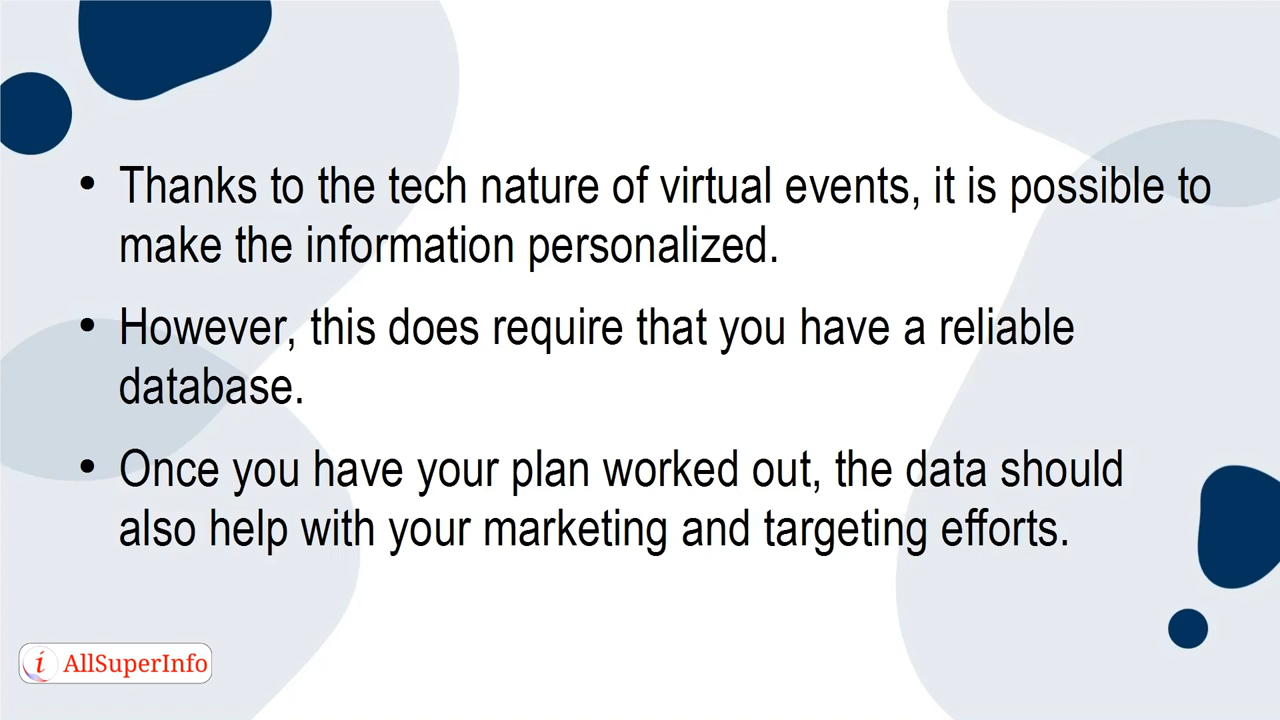 • Thanks to the tech nature of virtual events, it is possible to
make the information personalized.
• However, this does require that you have a reliable
database.
• Once you have your plan worked out, the data should
also help with your marketing and targeting efforts.
i AllSuperInfo